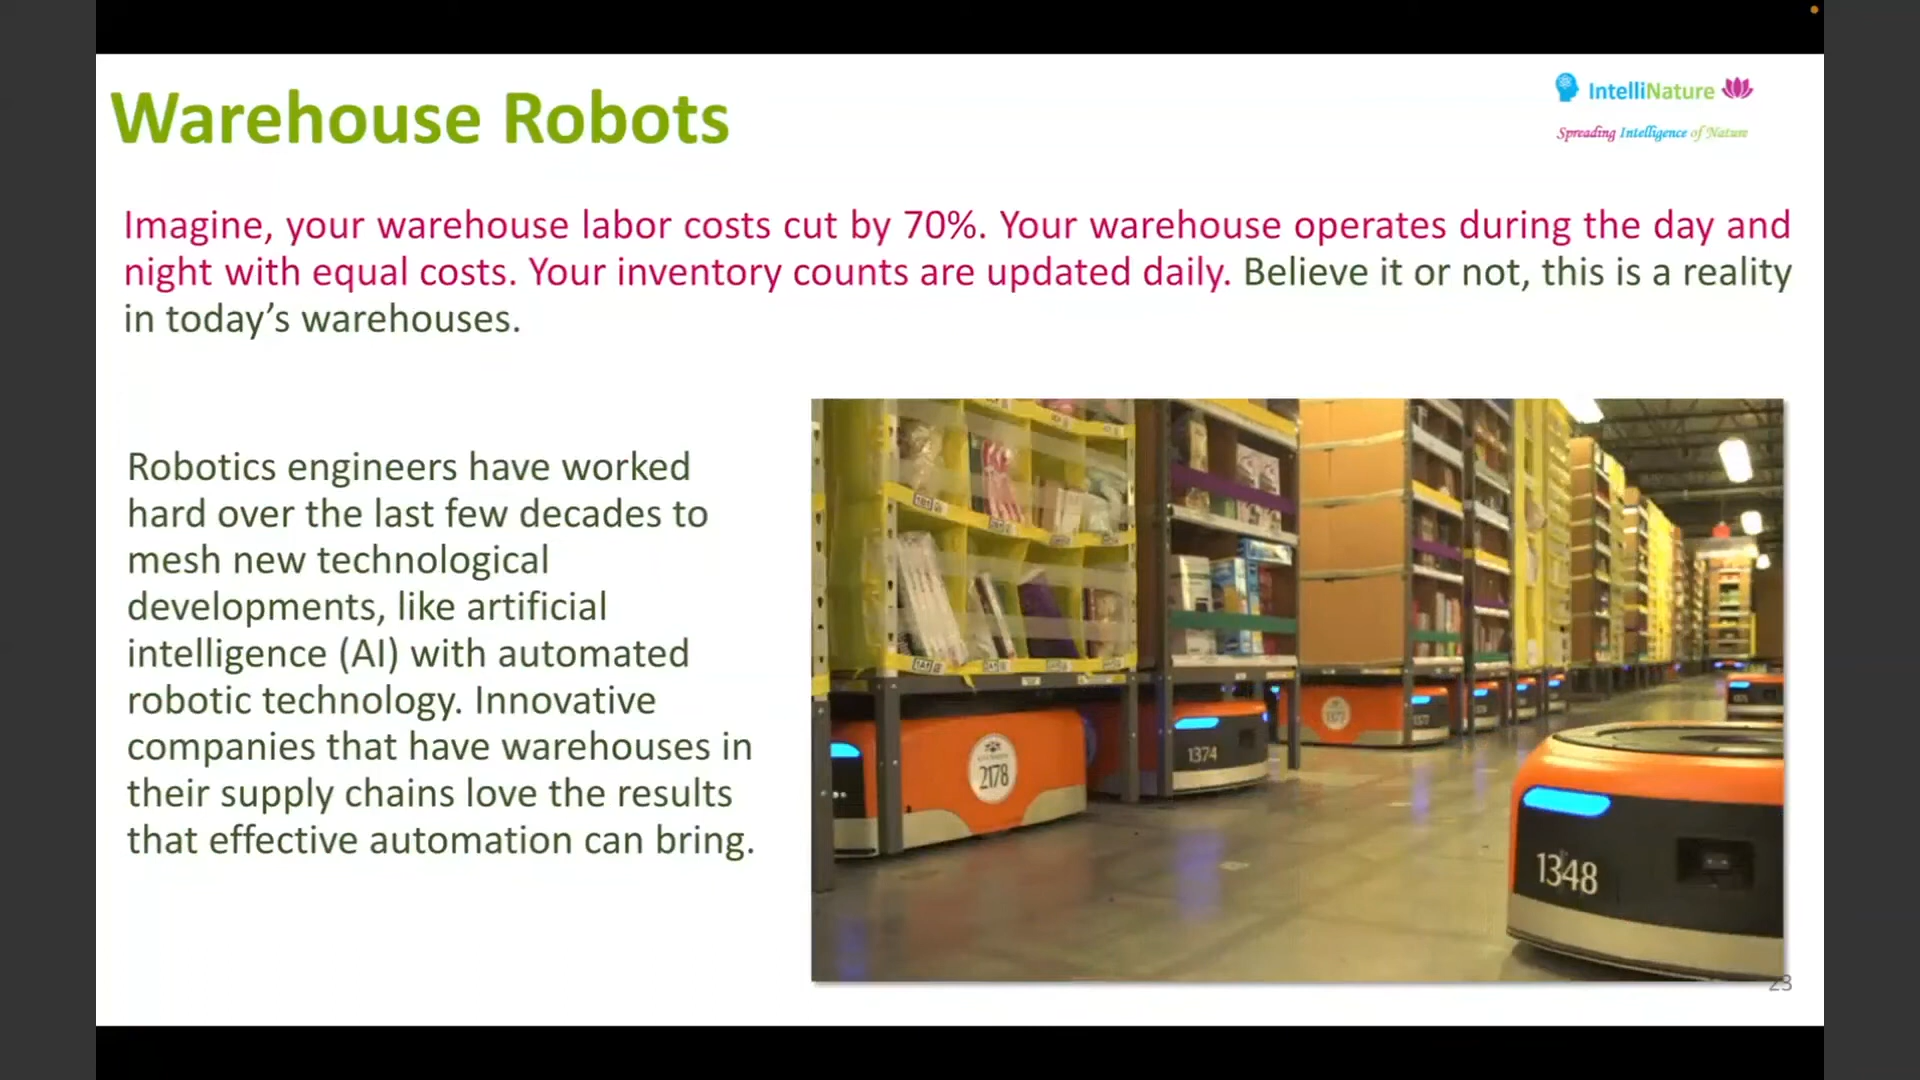 Warehouse Robots
IntelliNature
Spreading Intelligence of Nature
Imagine, your warehouse labor costs cut by 70%. Your warehouse operates during the day and
night with equal costs. Your inventory counts are updated daily. Believe it or not, this is a reality
in today’s warehouses.
Robotics engineers have worked
hard over the last few decades to
mesh new technological
developments, like artificial
intelligence (AI) with automated
robotic technology. Innovative
companies that have warehouses in
their supply chains love the results
that effective automation can bring.
2178
1374
1348
23